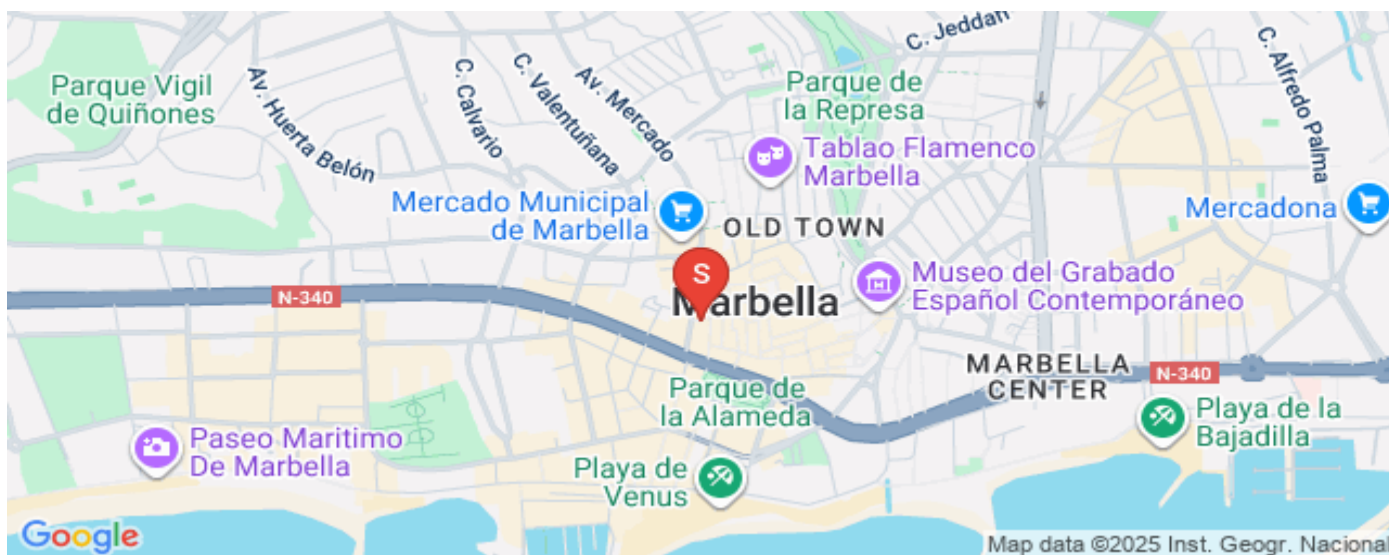 C. Jeddah
Parque Vigil
de Quiñones
Av. Huerta Belón
C. Calvario
C. Valentuñana
Av. Mercado
Parque de
la Represa
C. Alfredo Palma
Tablao Flamenco
Marbella
Mercado Municipal
de Marbella
OLD TOWN
Mercadona
S
Marbella
Museo del Grabado
Español Contemporáneo
N-340
MARBELLA
CENTER
N-340
Parque de
la Alameda
Playa de la
Bajadilla
Paseo Maritimo
De Marbella
Playa de
Venus
Google
Map data ©2025 Inst. Geogr. Nacional